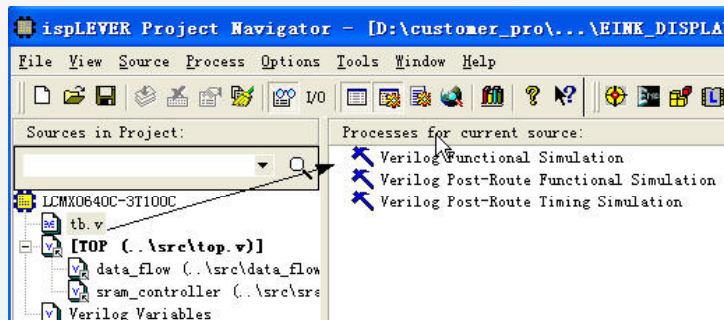 ispLEVER Project Navigator - [D:\customer_pro\...\EINK_DISPLA
File View Source Process Options Tools Window Help
I/O
Sources in Project:
Processes for current source:
Verilog Functional Simulation
Verilog Post-Route Functional Simulation
Verilog Post-Route Timing Simulation
LCMXO640C-3T100C
tb.v
[TOP (..\src\top.v)]
data_flow (..\src\data_flow
sram_controller (..\src\sra
Verilog Variables